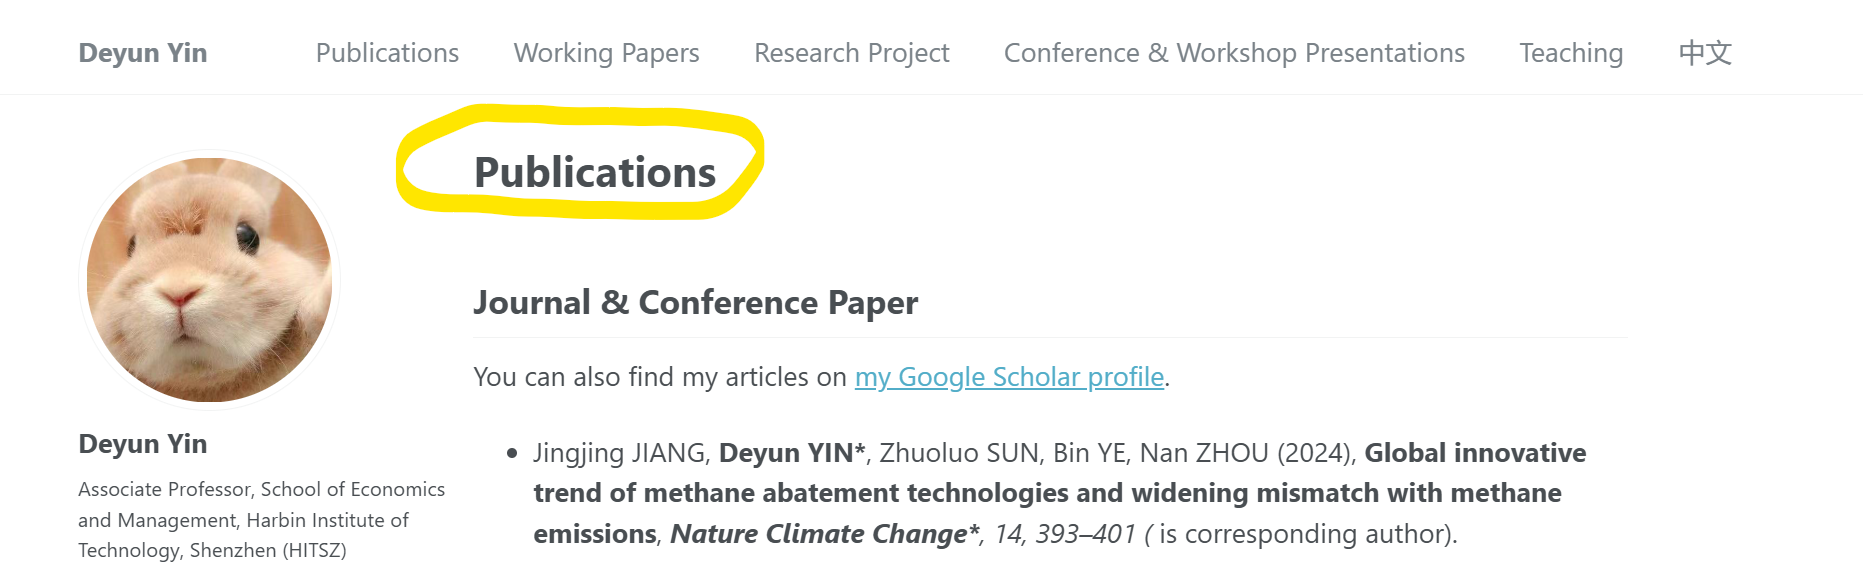 Deyun Yin Publications Working Papers Research Project Conference & Workshop Presentations Teaching 中文
Publications
Journal & Conference Paper
You can also find my articles on my Google Scholar profile.
Jingjing JIANG, Deyun YIN*, Zhuoluo SUN, Bin YE, Nan ZHOU (2024), Global innovative
trend of methane abatement technologies and widening mismatch with methane
emissions, Nature Climate Change*, 14, 393–401 ( is corresponding author).
Deyun Yin
Associate Professor, School of Economics
and Management, Harbin Institute of
Technology, Shenzhen (HITSZ)